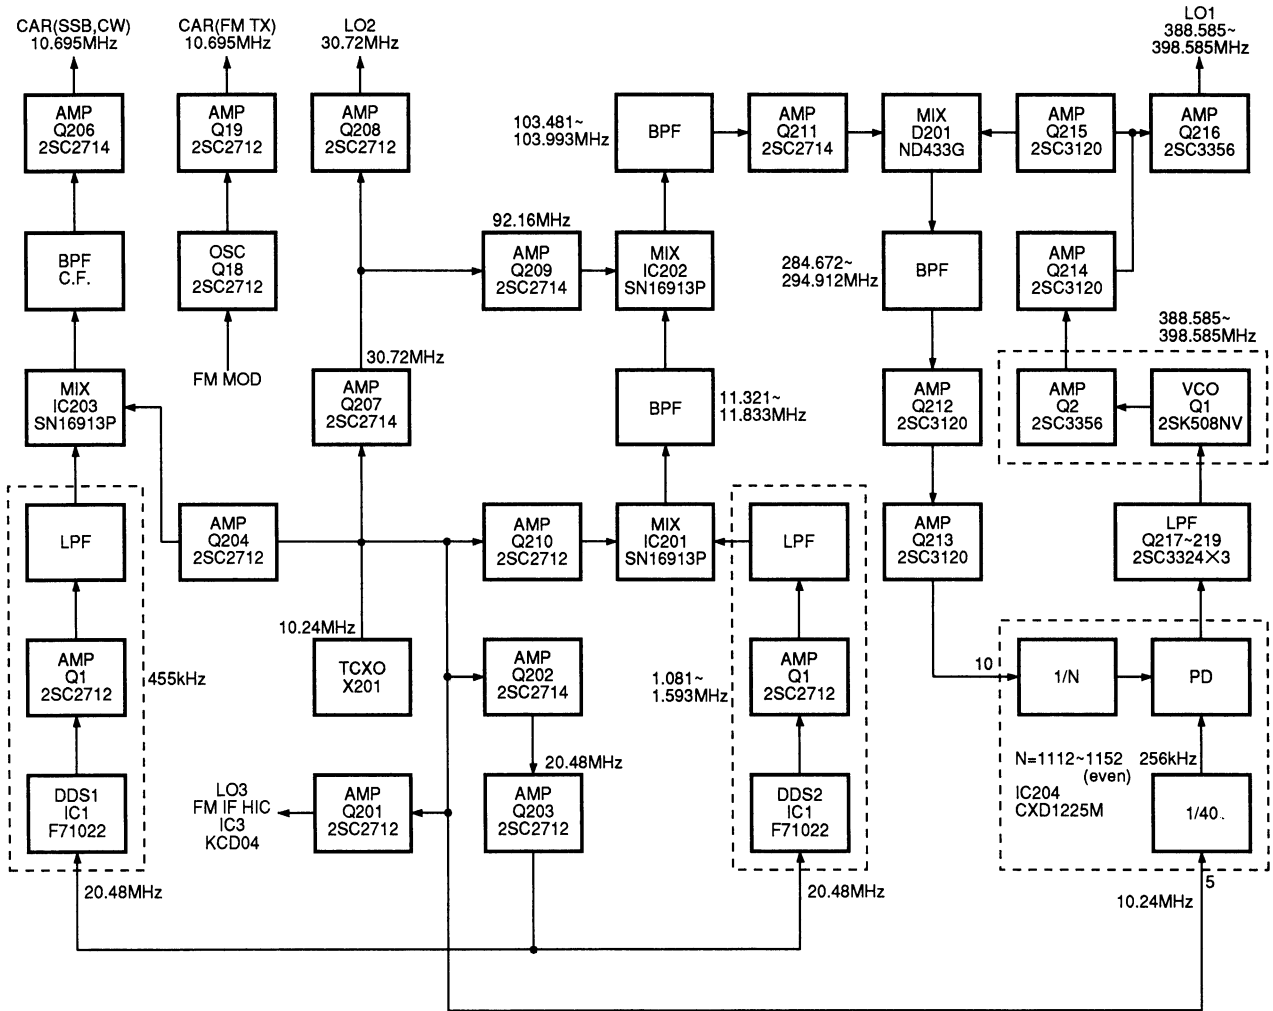 CAR(SSB,CW)
10.695MHz
CAR(FM TX)
10.695MHz
LO2
30.72MHz
LO1
388.585~
398.585MHz
AMP
Q206
2SC2714
AMP
Q19
2SC2712
AMP
Q208
2SC2712
103.481~
103.993MHz
BPF
AMP
Q211
2SC2714
MIX
D201
ND433G
AMP
Q215
2SC3120
AMP
Q216
2SC3356
BPF
C.F.
OSC
Q18
2SC2712
92.16MHz
AMP
Q209
2SC2714
MIX
IC202
SN16913P
284.672~
294.912MHz
BPF
AMP
Q214
2SC3120
388.585~
398.585MHz
FM MOD
30.72MHz
MIX
IC203
SN16913P
AMP
Q207
2SC2714
BPF
11.321~
11.833MHz
AMP
Q212
2SC3120
AMP
Q2
2SC3356
VCO
Q1
2SK508NV
LPF
AMP
Q204
2SC2712
AMP
Q210
2SC2712
MIX
IC201
SN16913P
LPF
AMP
Q213
2SC3120
LPF
Q217~219
2SC3324×3
10.24MHz
AMP
Q1
2SC2712
455kHz
TCXO
X201
AMP
Q202
2SC2714
1.081~
1.593MHz
AMP
Q1
2SC2712
10
1/N
PD
N=1112~1152
(even)
256kHz
IC204
CXD1225M
20.48MHz
DDS1
IC1
F71022
LO3
FM IF HIC
IC3
KCD04
AMP
Q201
2SC2712
AMP
Q203
2SC2712
DDS2
IC1
F71022
1/40
20.48MHz
20.48MHz
5
10.24MHz